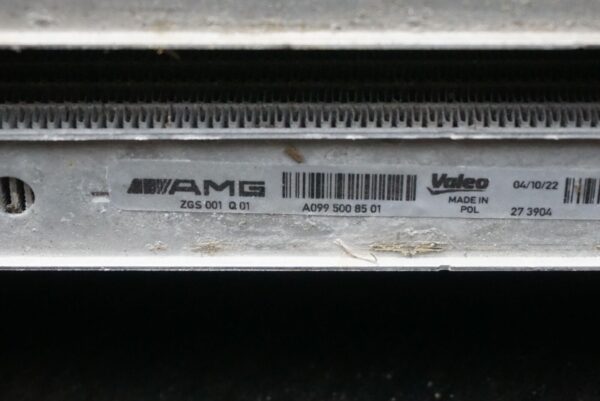 AMG
ZGS 001 Q 01
A099 500 85 01
Valeo
MADE IN
POL
04/10/22
27 3904